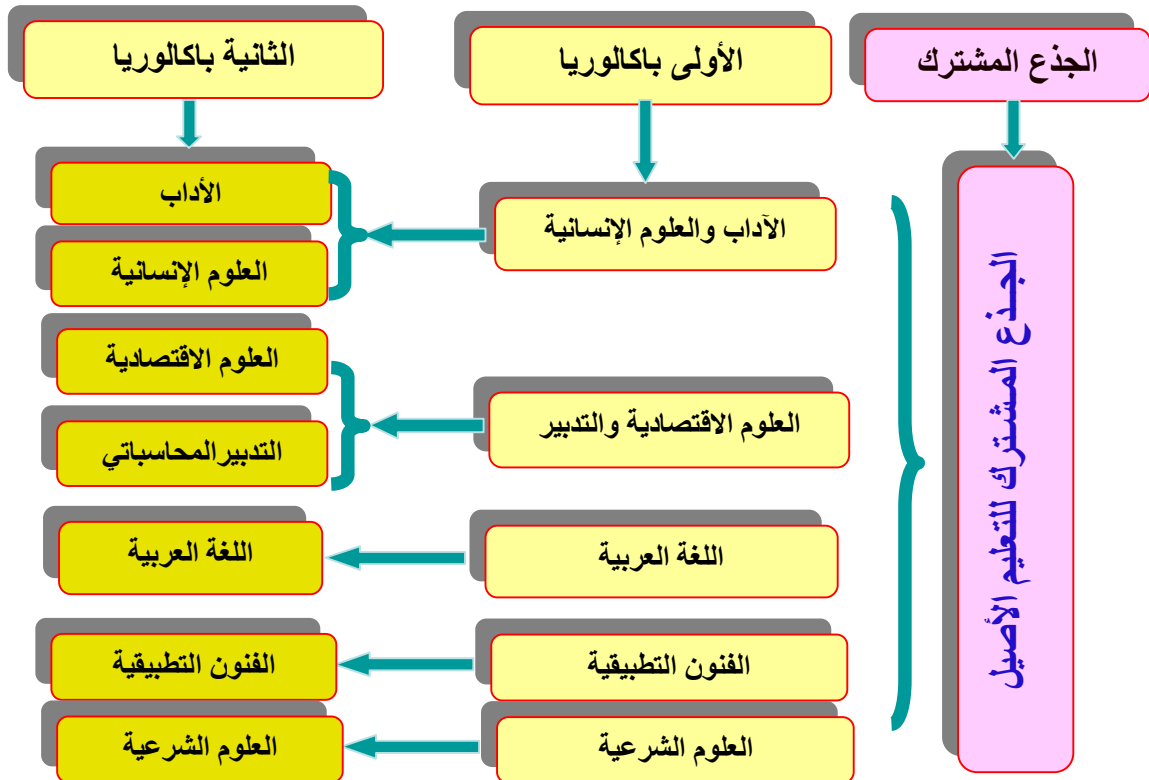 الجذع المشترك
الأولى باكالوريا
الثانية باكالوريا
الجـذع المشترك للتعليم الأصيل
الآداب والعلوم الإنسانية
الأداب
العلوم الإنسانية
العلوم الاقتصادية والتدبير
العلوم الاقتصادية
التدبيرالمحاسباتي
اللغة العربية
اللغة العربية
الفنون التطبيقية
الفنون التطبيقية
العلوم الشرعية
العلوم الشرعية